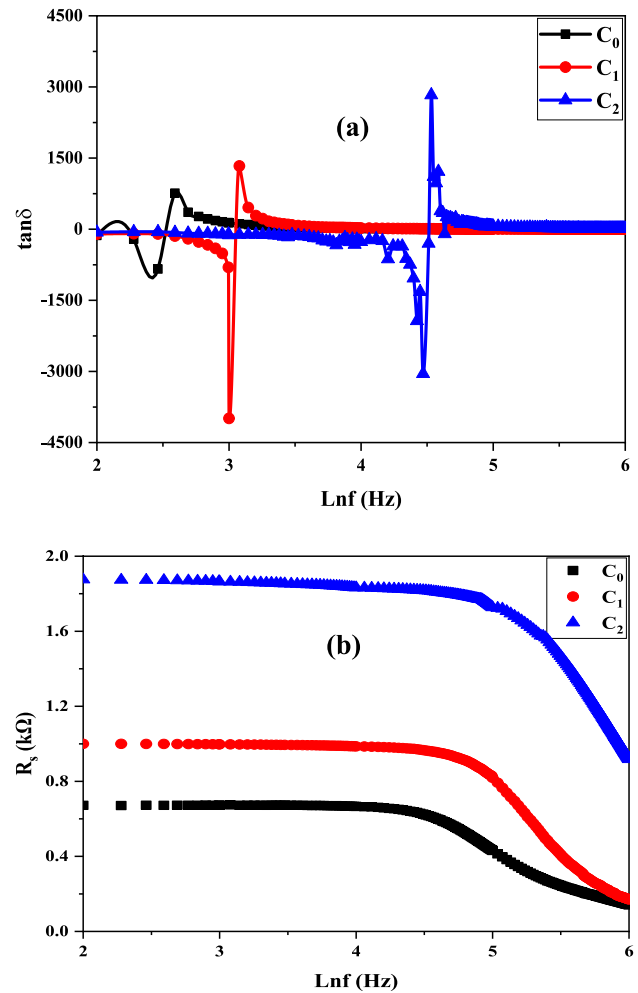 4500
3000
1500
0
-1500
-3000
-4500
tanδ
(a)
C₀
C₁
C₂
2 3 4 5 6
Lnf (Hz)
2.0
1.6
1.2
0.8
0.4
0.0
Rₛ (kΩ)
(b)
C₀
C₁
C₂
2 3 4 5 6
Lnf (Hz)